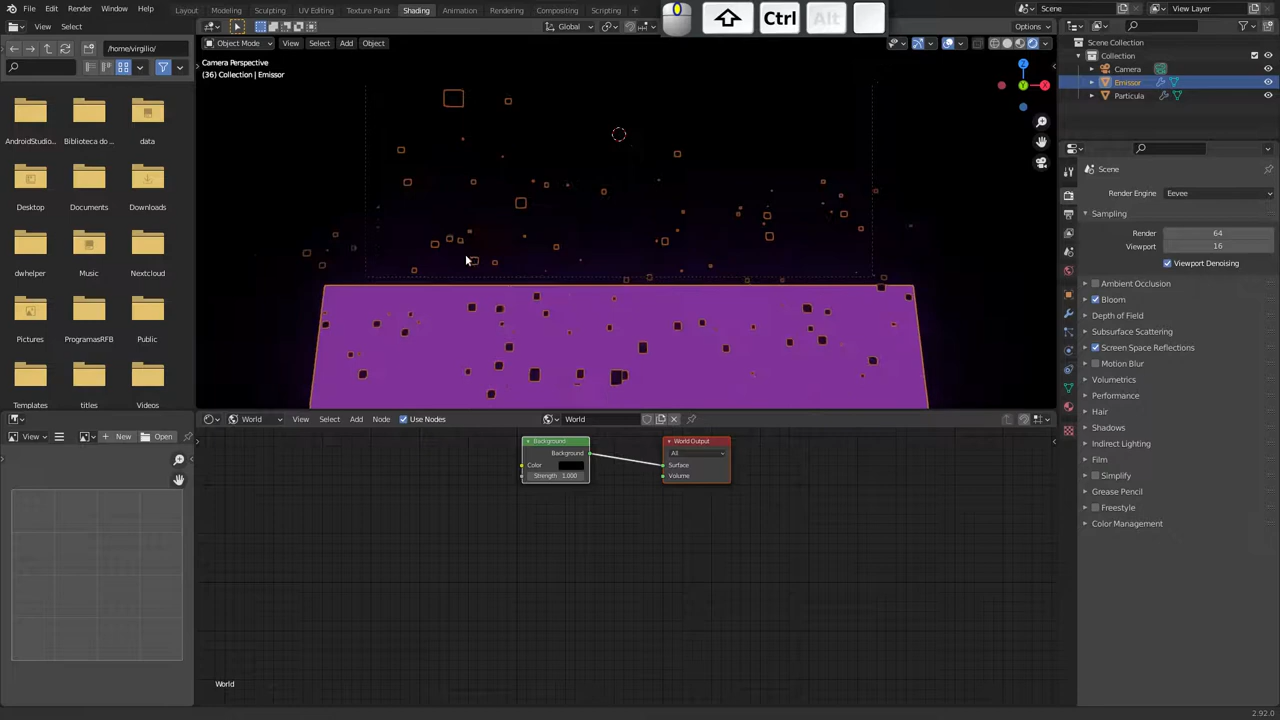 File Edit Render Window Help Layout Modeling Sculpting UV Editing Texture Paint Shading Animation Rendering Compositing Scripting
Shift Ctrl Alt
Scene View Layer
/home/virgilio/
Global
Options
Object Mode View Select Add Object
Camera Perspective
(36) Collection | Emissor
Z
Y
X
Scene Collection
Collection
Camera
Emissor
Particula
AndroidStudio... Biblioteca do ... data
Desktop Documents Downloads
dwhelper Music Nextcloud
Pictures ProgramasRFB Public
Templates titles Videos
Scene
Render Engine Eevee
Sampling
Render 64
Viewport 16
Viewport Denoising
Ambient Occlusion
Bloom
Depth of Field
Subsurface Scattering
Screen Space Reflections
Motion Blur
Volumetrics
Performance
Hair
Shadows
Indirect Lighting
Film
Simplify
Grease Pencil
Freestyle
Color Management
View New Open
World View Select Add Node Use Nodes World
Background
Background
Color
Strength 1.000
World Output
All
Surface
Volume
World
2.92.0